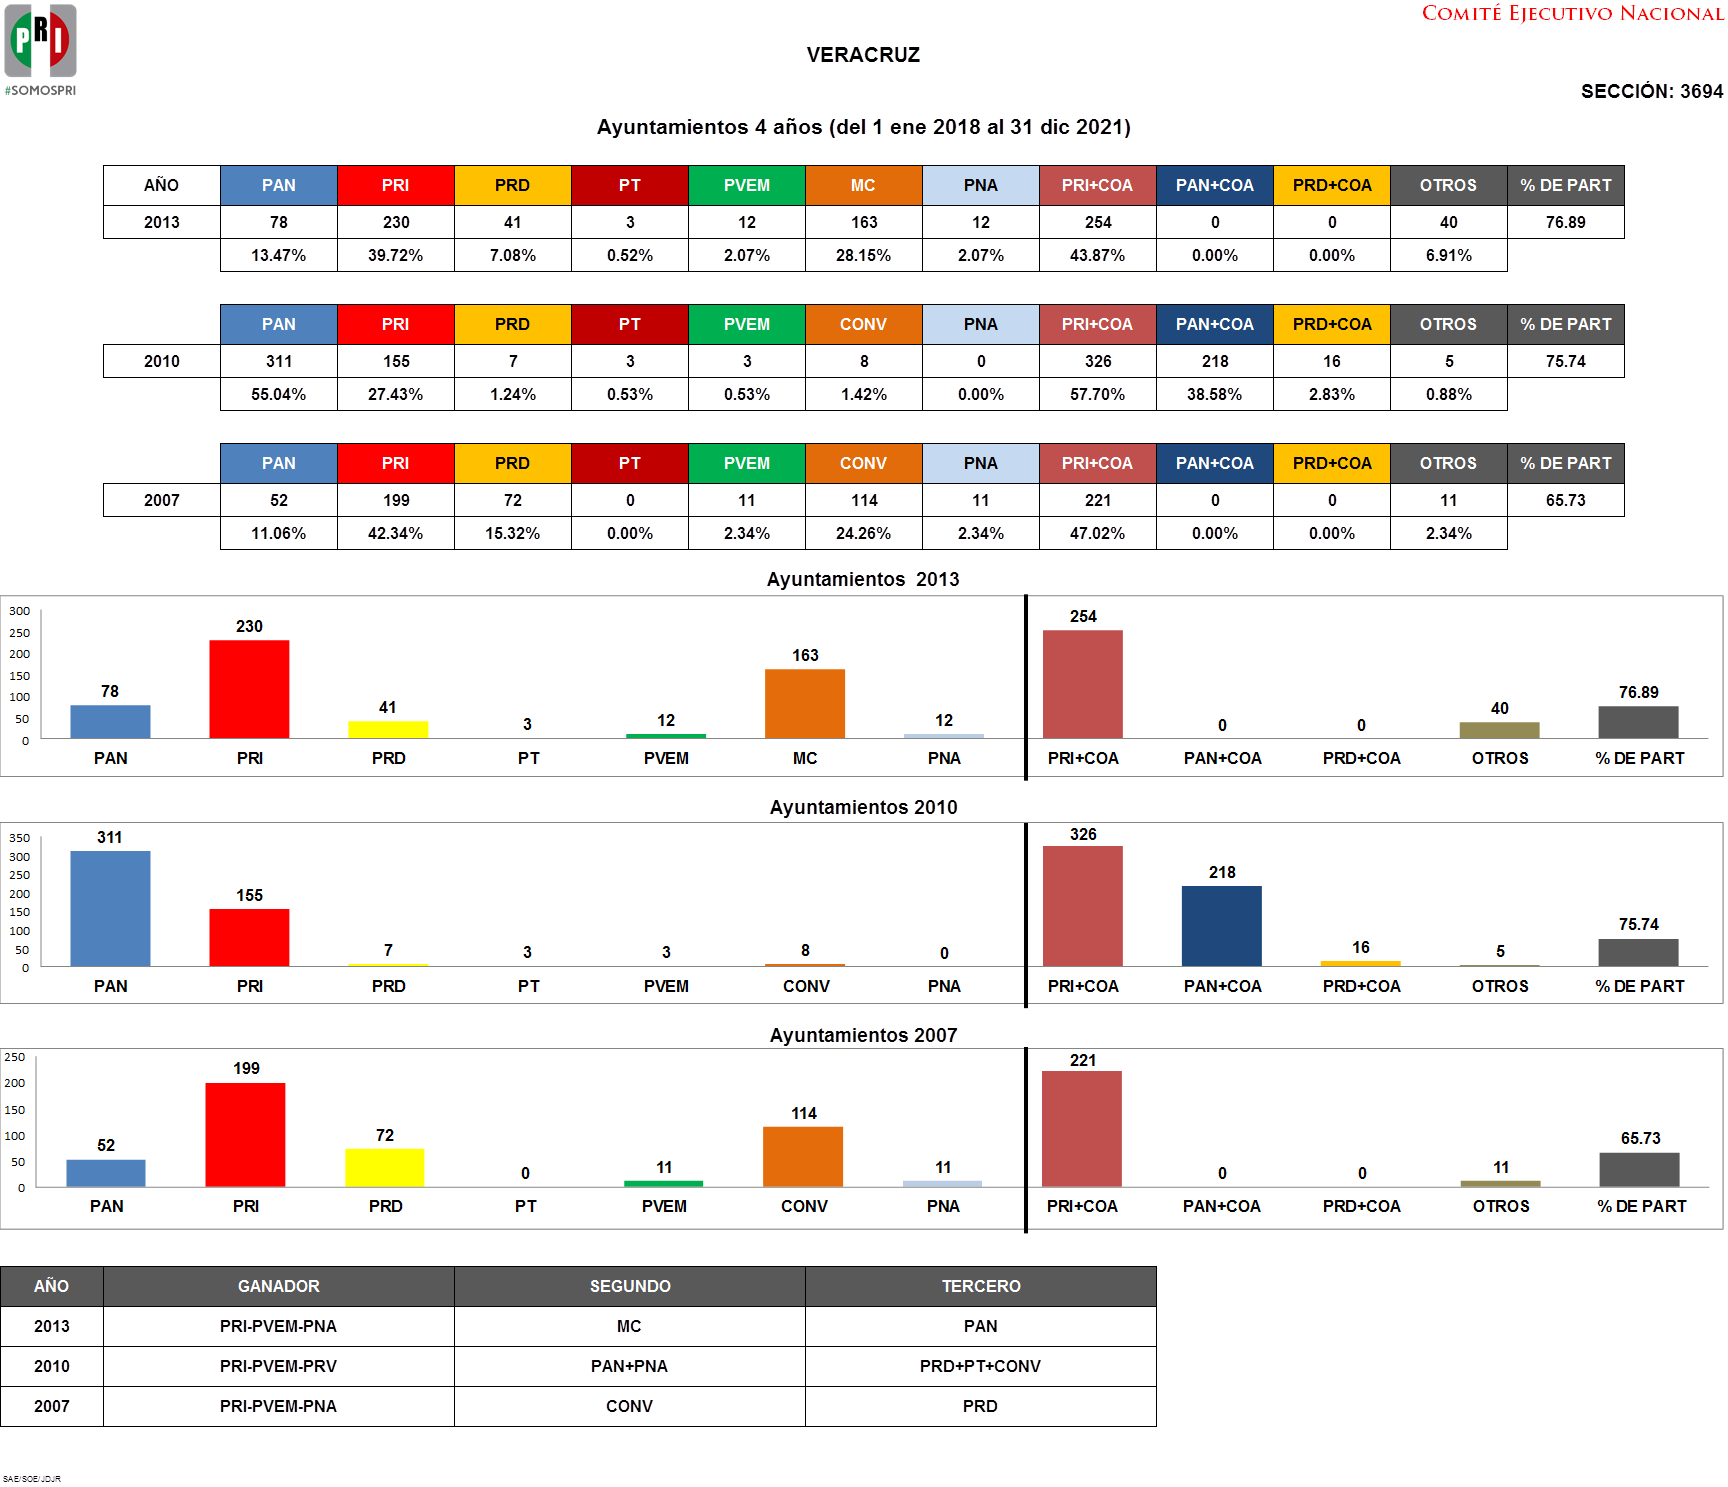 PRI
#SOMOSPRI
COMITÉ EJECUTIVO NACIONAL
VERACRUZ
SECCIÓN: 3694
Ayuntamientos 4 años (del 1 ene 2018 al 31 dic 2021)
AÑO PAN PRI PRD PT PVEM MC PNA PRI+COA PAN+COA PRD+COA OTROS % DE PART
2013 78 230 41 3 12 163 12 254 0 0 40 76.89
13.47% 39.72% 7.08% 0.52% 2.07% 28.15% 2.07% 43.87% 0.00% 0.00% 6.91%
PAN PRI PRD PT PVEM CONV PNA PRI+COA PAN+COA PRD+COA OTROS % DE PART
2010 311 155 7 3 3 8 0 326 218 16 5 75.74
55.04% 27.43% 1.24% 0.53% 0.53% 1.42% 0.00% 57.70% 38.58% 2.83% 0.88%
PAN PRI PRD PT PVEM CONV PNA PRI+COA PAN+COA PRD+COA OTROS % DE PART
2007 52 199 72 0 11 114 11 221 0 0 11 65.73
11.06% 42.34% 15.32% 0.00% 2.34% 24.26% 2.34% 47.02% 0.00% 0.00% 2.34%
Ayuntamientos 2013
300
250
200
150
100
50
0
78 230 41 3 12 163 12 254 0 0 40 76.89
PAN PRI PRD PT PVEM MC PNA PRI+COA PAN+COA PRD+COA OTROS % DE PART
Ayuntamientos 2010
350
300
250
200
150
100
50
0
311 155 7 3 3 8 0 326 218 16 5 75.74
PAN PRI PRD PT PVEM CONV PNA PRI+COA PAN+COA PRD+COA OTROS % DE PART
Ayuntamientos 2007
250
200
150
100
50
0
52 199 72 0 11 114 11 221 0 0 11 65.73
PAN PRI PRD PT PVEM CONV PNA PRI+COA PAN+COA PRD+COA OTROS % DE PART
AÑO GANADOR SEGUNDO TERCERO
2013 PRI-PVEM-PNA MC PAN
2010 PRI-PVEM-PRV PAN+PNA PRD+PT+CONV
2007 PRI-PVEM-PNA CONV PRD
SAE/SOE/JDJR